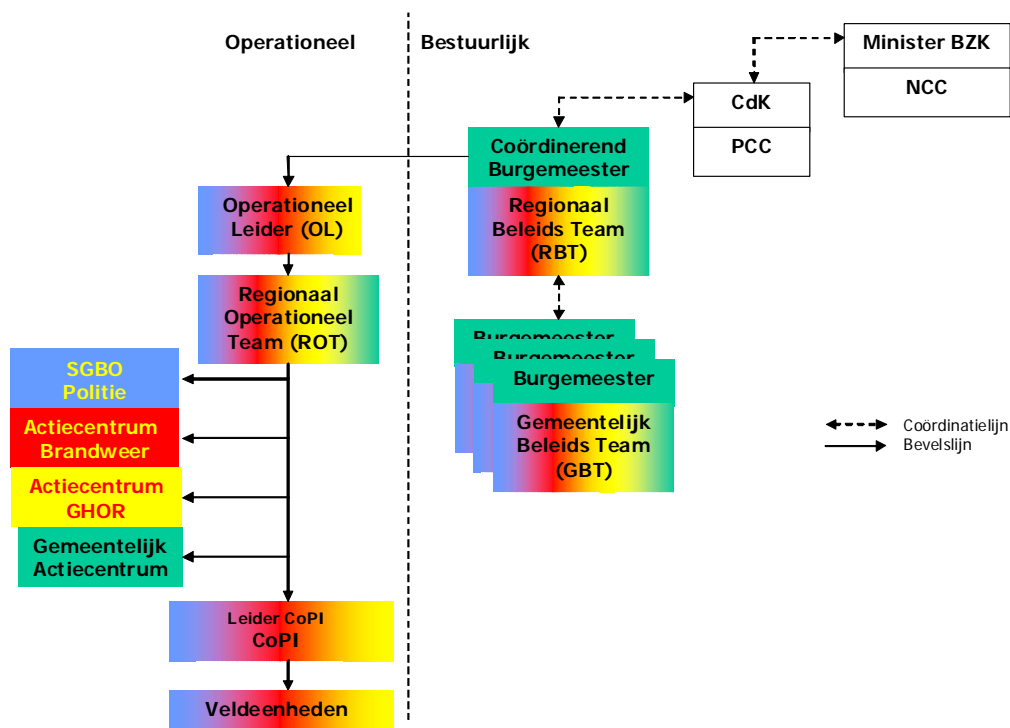 Operationeel
Bestuurlijk
Minister BZK
NCC
CdK
PCC
Coördinerend
Burgemeester
Regionaal
Beleids Team
(RBT)
Operationeel
Leider (OL)
Regionaal
Operationeel
Team (ROT)
Burgemeester
Burgemeester
Burgemeester
Gemeentelijk
Beleids Team
(GBT)
SGBO
Politie
Actiecentrum
Brandweer
Actiecentrum
GHOR
Gemeentelijk
Actiecentrum
Coördinatielijn
Bevelslijn
Leider CoPI
CoPI
Veldeenheden